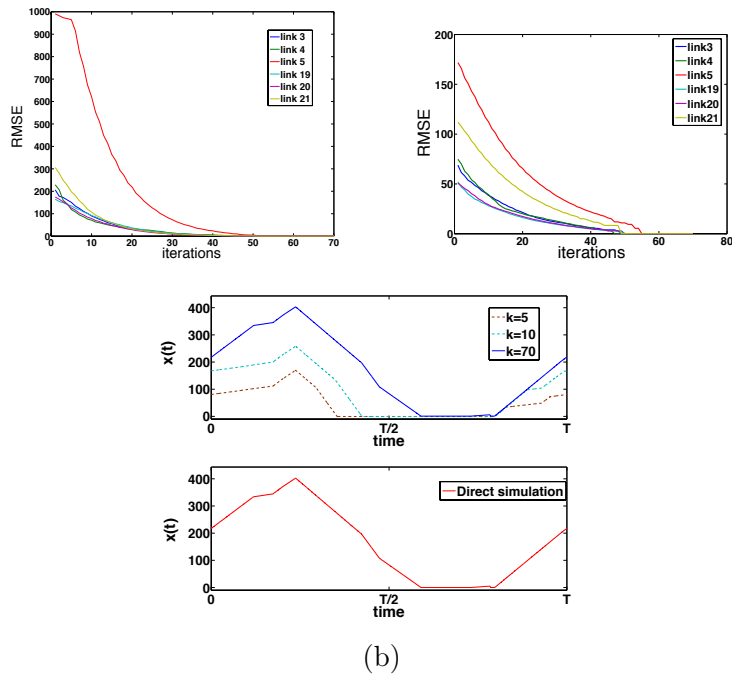 1000
900
800
700
600
500
400
300
200
100
0
0 10 20 30 40 50 60 70
RMSE
iterations
link 3
link 4
link 5
link 19
link 20
link 21
200
150
100
50
0
0 20 40 60 80
RMSE
iterations
link3
link4
link5
link19
link20
link21
400
300
200
100
0
0 T/2 T
x(t)
time
k=5
k=10
k=70
400
300
200
100
0
0 T/2 T
x(t)
time
Direct simulation
(b)